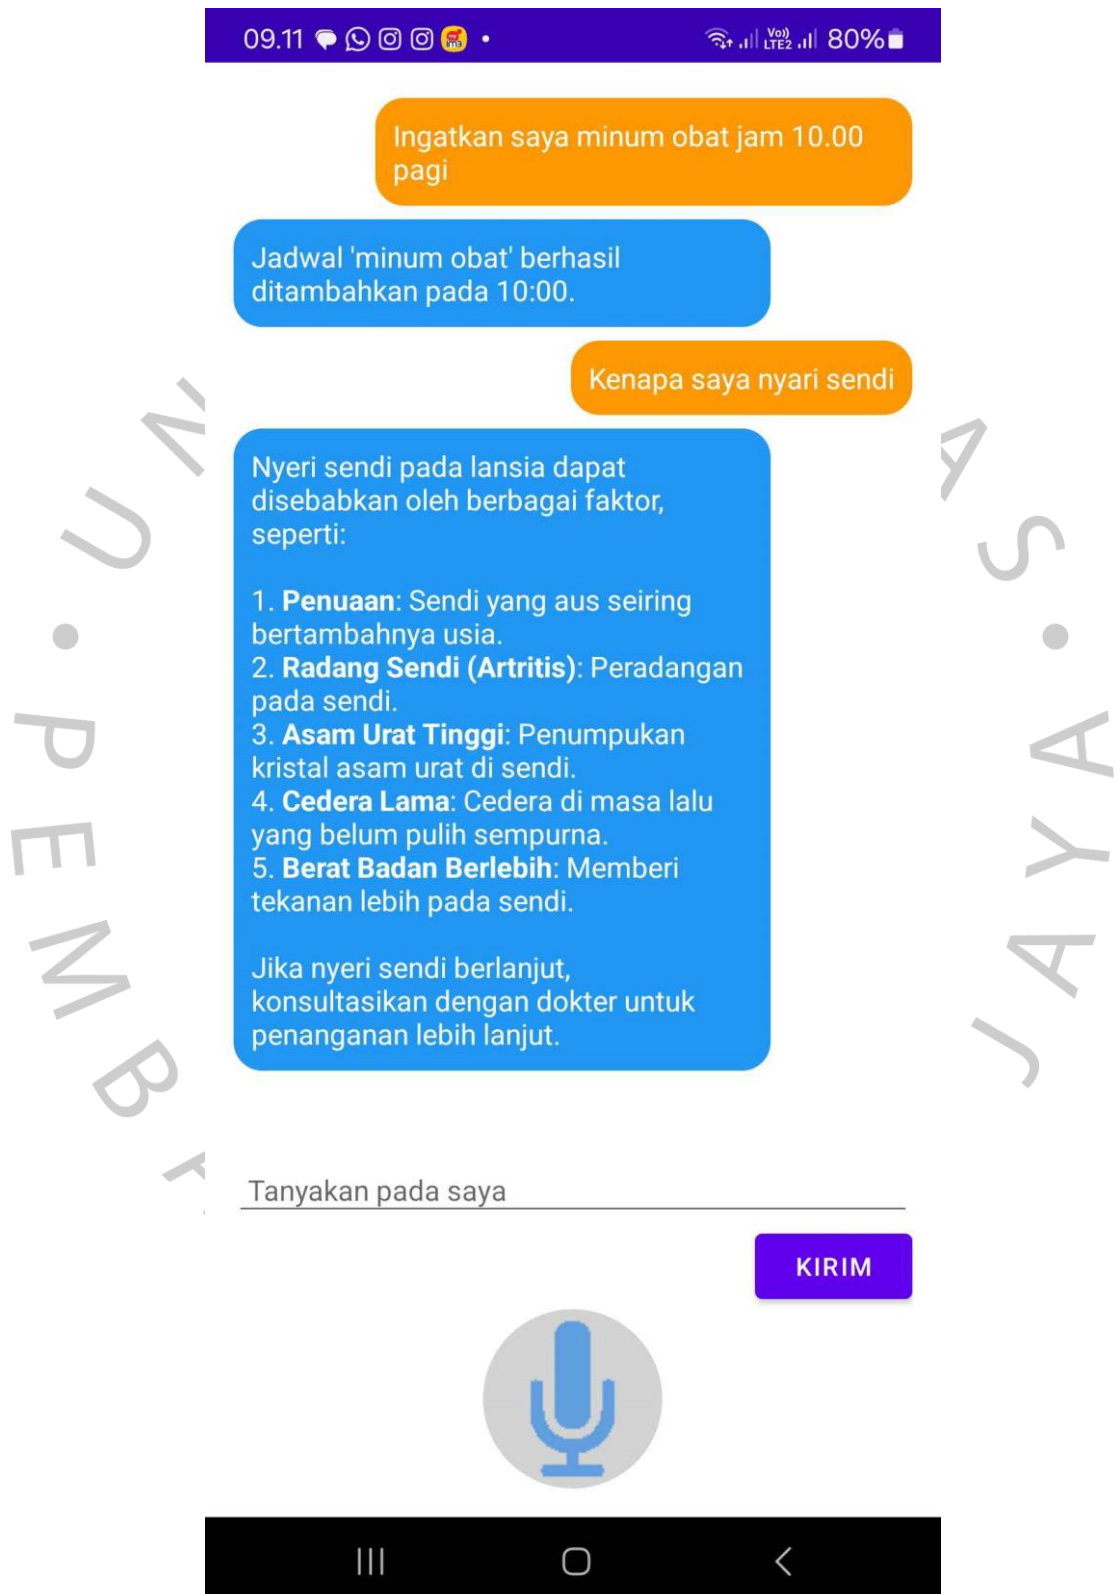 09.11
Vo))
LTE2
80%
Ingatkan saya minum obat jam 10.00
pagi
Jadwal 'minum obat' berhasil
ditambahkan pada 10:00.
Kenapa saya nyari sendi
Nyeri sendi pada lansia dapat
disebabkan oleh berbagai faktor,
seperti:
1. Penuaan: Sendi yang aus seiring
bertambahnya usia.
2. Radang Sendi (Artritis): Peradangan
pada sendi.
3. Asam Urat Tinggi: Penumpukan
kristal asam urat di sendi.
4. Cedera Lama: Cedera di masa lalu
yang belum pulih sempurna.
5. Berat Badan Berlebih: Memberi
tekanan lebih pada sendi.
Jika nyeri sendi berlanjut,
konsultasikan dengan dokter untuk
penanganan lebih lanjut.
Tanyakan pada saya
KIRIM
JAYA